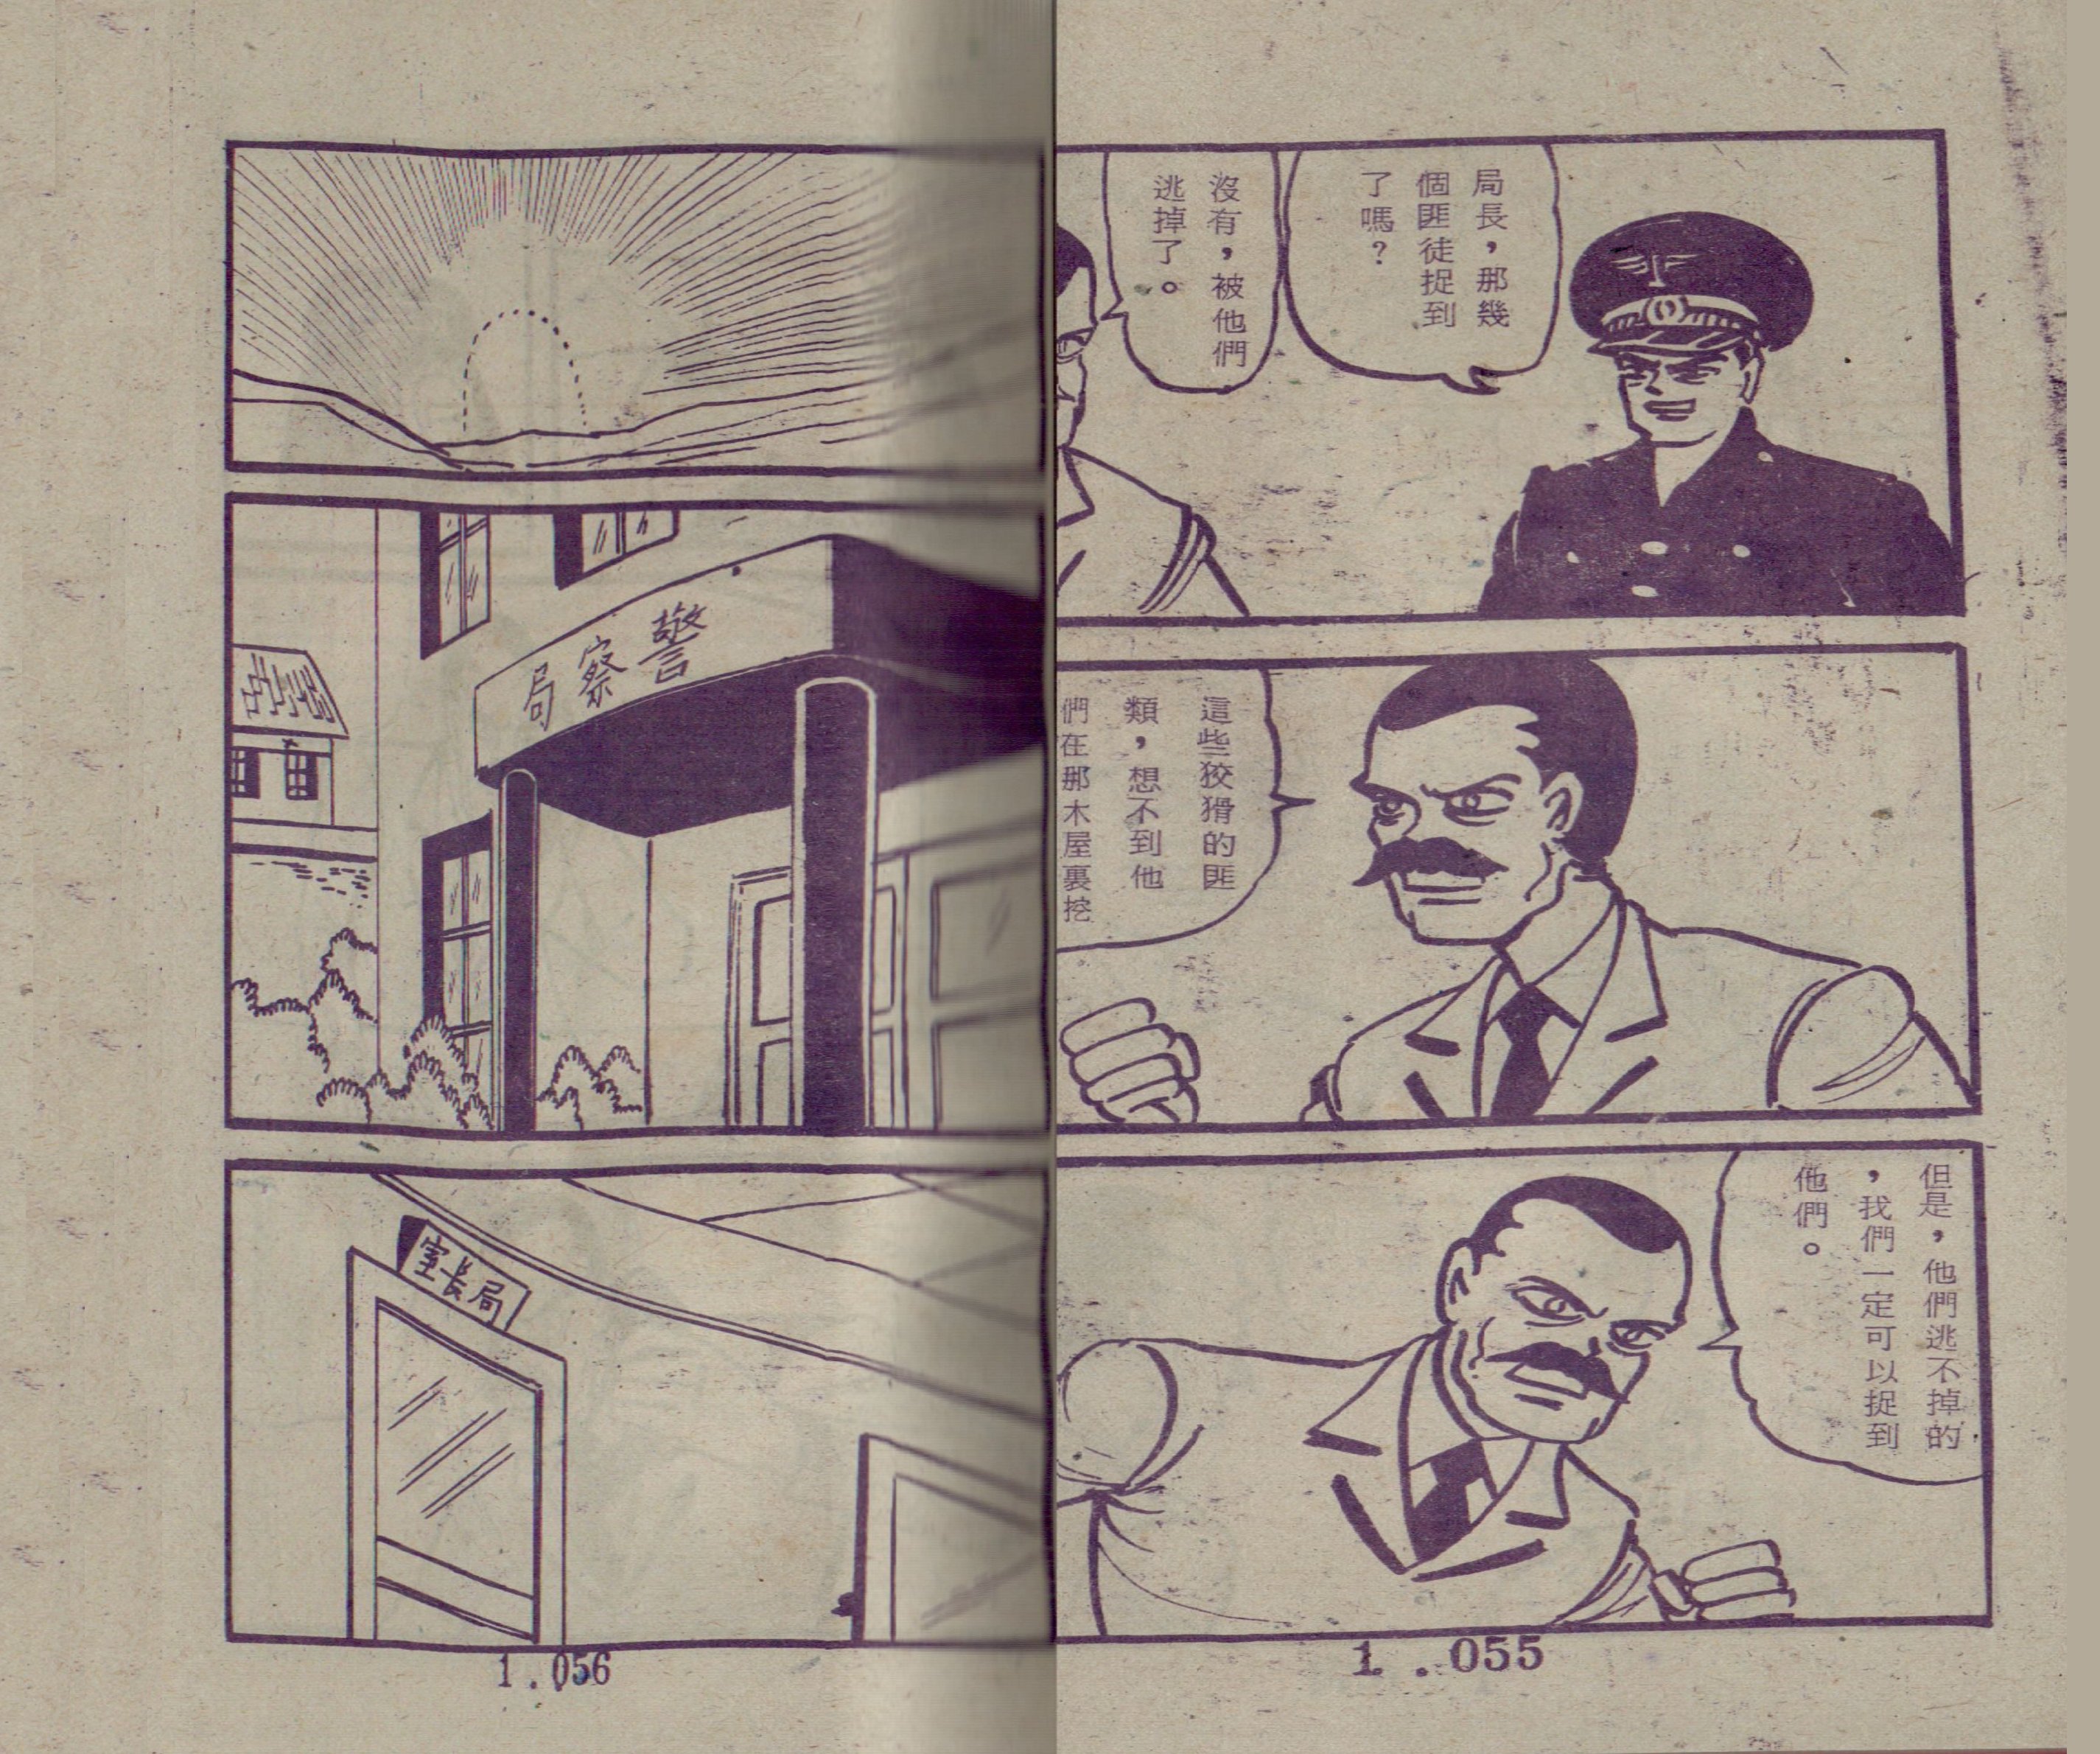 局長，那幾
個匪徒捉到
了嗎？
沒有，被他們
逃掉了。
這些狡猾的匪
類，想不到他
們在那木屋裏挖
但是，他們逃不掉的
，我們一定可以捉到
他們。
1.055
警察局
局長室
1.056